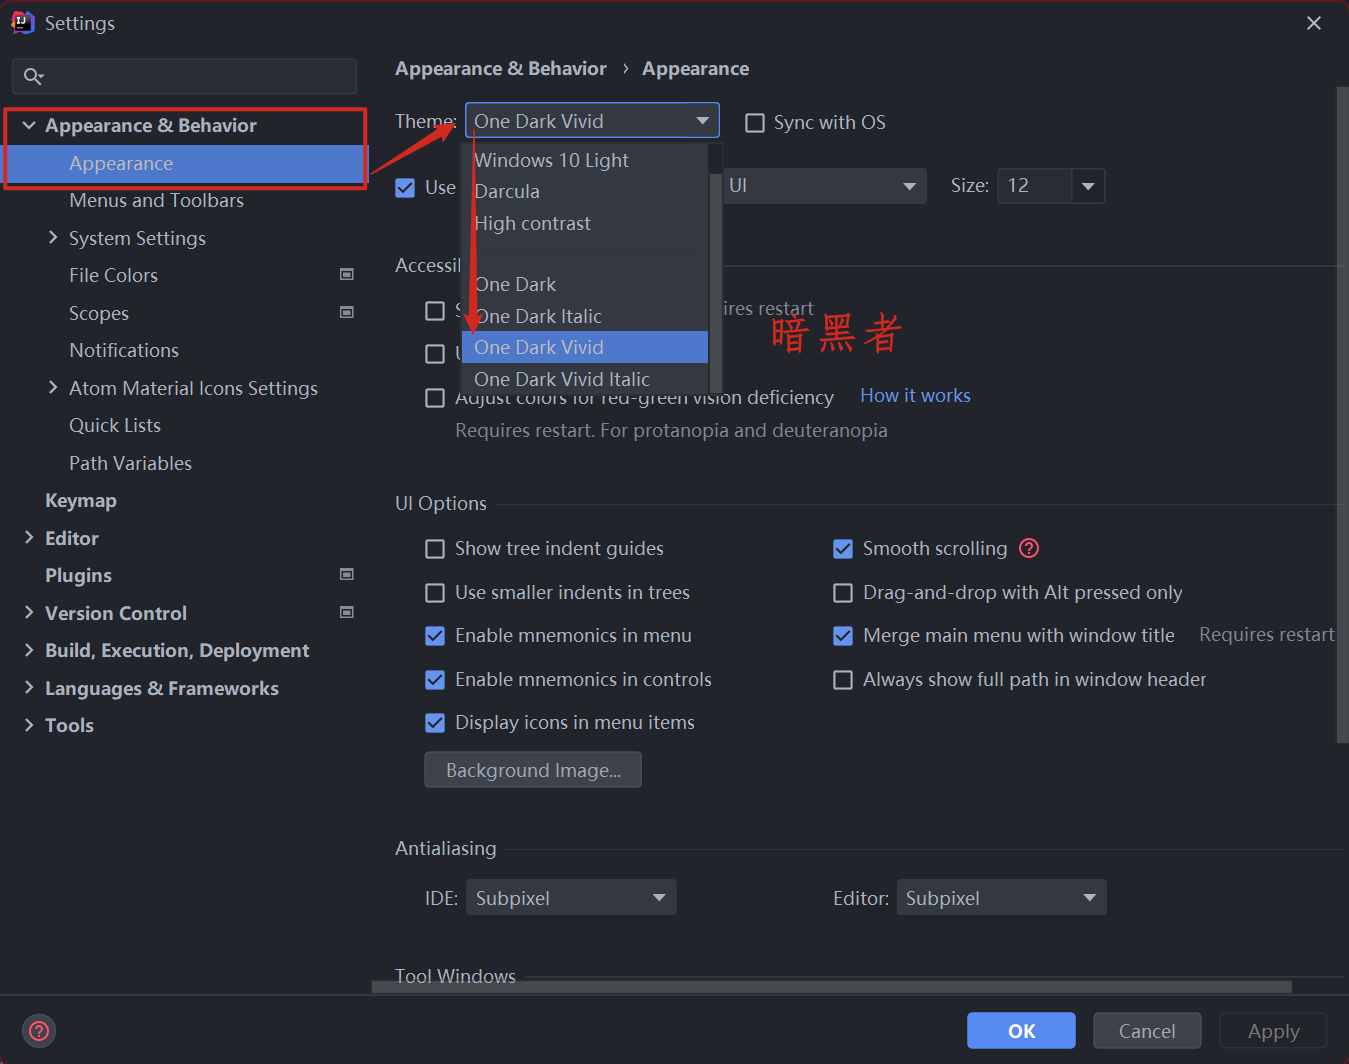 Settings
Appearance & Behavior › Appearance
Appearance & Behavior
Appearance
Menus and Toolbars
System Settings
File Colors
Scopes
Notifications
Atom Material Icons Settings
Quick Lists
Path Variables
Keymap
Editor
Plugins
Version Control
Build, Execution, Deployment
Languages & Frameworks
Tools
Theme: One Dark Vivid
Sync with OS
Windows 10 Light
Darcula
High contrast
One Dark
One Dark Italic
One Dark Vivid
One Dark Vivid Italic
Use
UI
Size: 12
暗黑者
Adjust colors for red-green vision deficiency How it works
Requires restart. For protanopia and deuteranopia
UI Options
Show tree indent guides
Smooth scrolling
Use smaller indents in trees
Drag-and-drop with Alt pressed only
Enable mnemonics in menu
Merge main menu with window title Requires restart
Enable mnemonics in controls
Always show full path in window header
Display icons in menu items
Background Image...
Antialiasing
IDE: Subpixel
Editor: Subpixel
Tool Windows
OK
Cancel
Apply